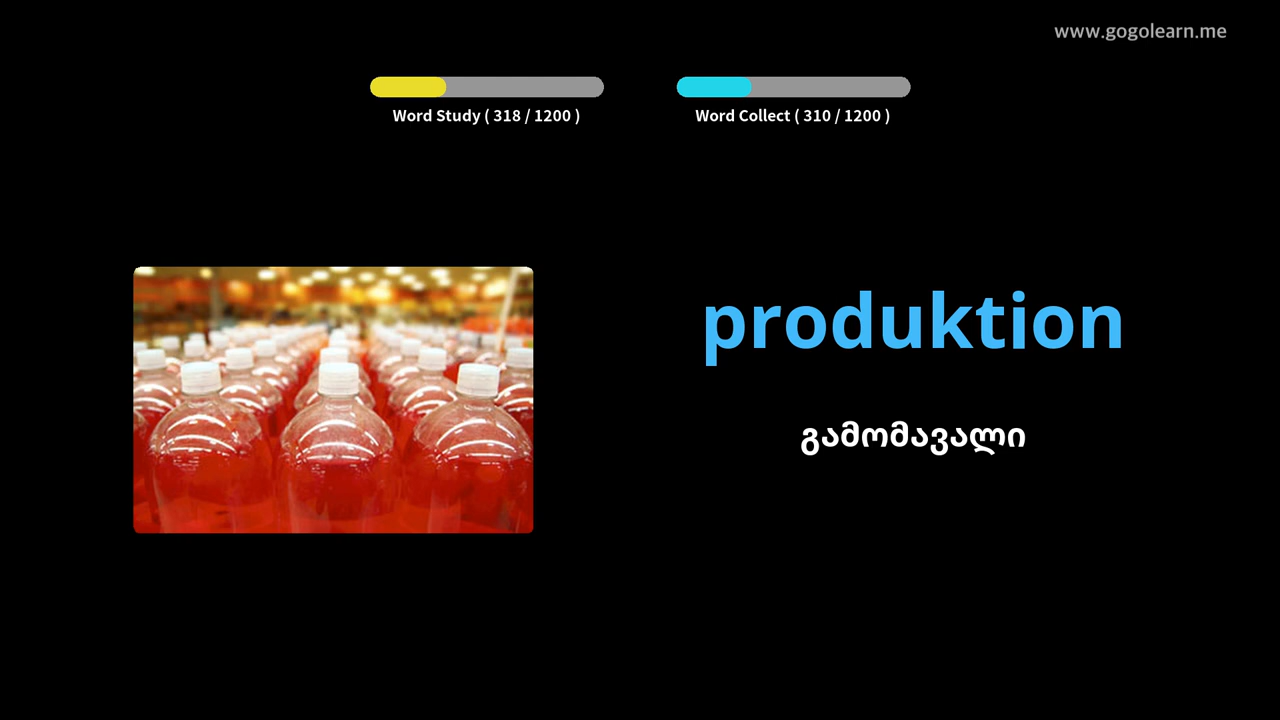 www.gogolearn.me
Word Study ( 318 / 1200 )
Word Collect ( 310 / 1200 )
produktion
გამომავალი